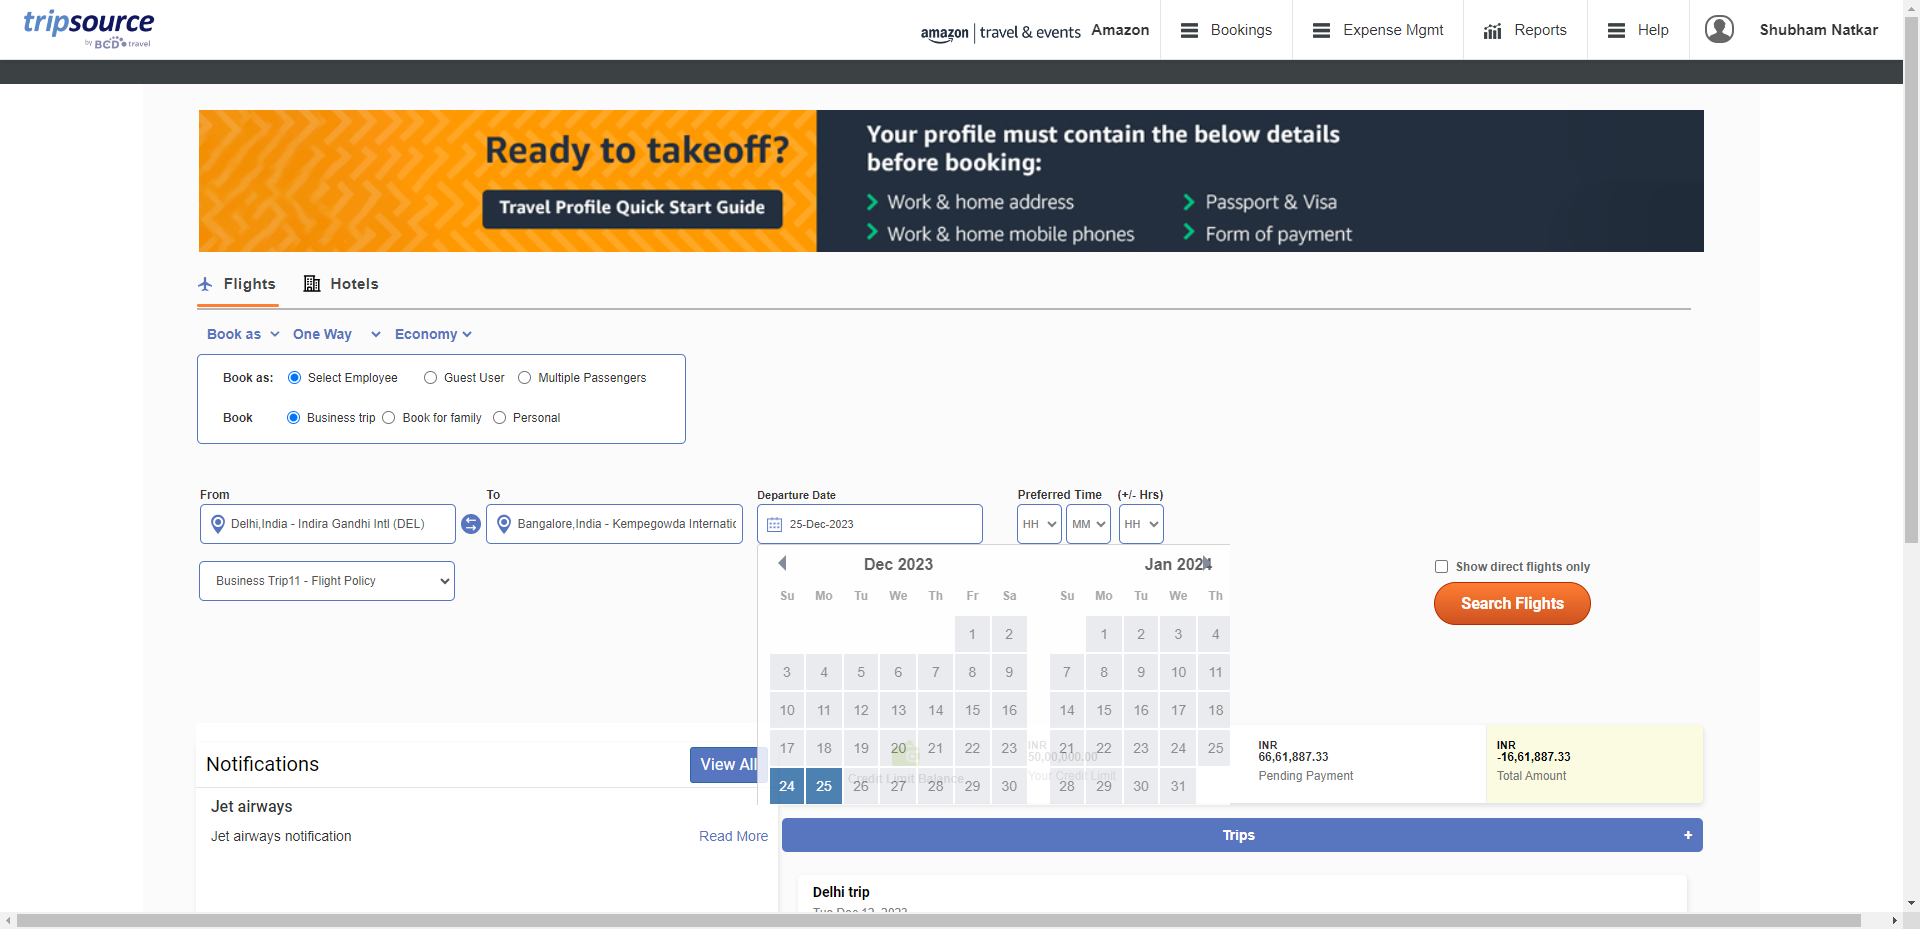 tripsource
by BCD travel
amazon | travel & events Amazon
Bookings
Expense Mgmt
Reports
Help
Shubham Natkar
Ready to takeoff?
Travel Profile Quick Start Guide
Your profile must contain the below details
before booking:
Work & home address
Passport & Visa
Work & home mobile phones
Form of payment
Flights
Hotels
Book as
One Way
Economy
Book as: Select Employee Guest User Multiple Passengers
Book Business trip Book for family Personal
From
To
Departure Date
Preferred Time
(+/- Hrs)
Delhi,India - Indira Gandhi Intl (DEL)
Bangalore,India - Kempegowda Internatio
25-Dec-2023
HH
MM
HH
Business Trip11 - Flight Policy
Show direct flights only
Search Flights
Dec 2023
Su Mo Tu We Th Fr Sa
1 2
3 4 5 6 7 8 9
10 11 12 13 14 15 16
17 18 19 20 21 22 23
24 25 26 27 28 29 30
Jan 2024
Su Mo Tu We Th
1 2 3 4
7 8 9 10 11
14 15 16 17 18
21 22 23 24 25
28 29 30 31
Credit Limit Balance
INR
50,00,000.00
Your Credit Limit
INR
66,61,887.33
Pending Payment
INR
-16,61,887.33
Total Amount
Notifications
View All
Jet airways
Jet airways notification
Read More
Trips +
Delhi trip
Tue Dec 12, 2023